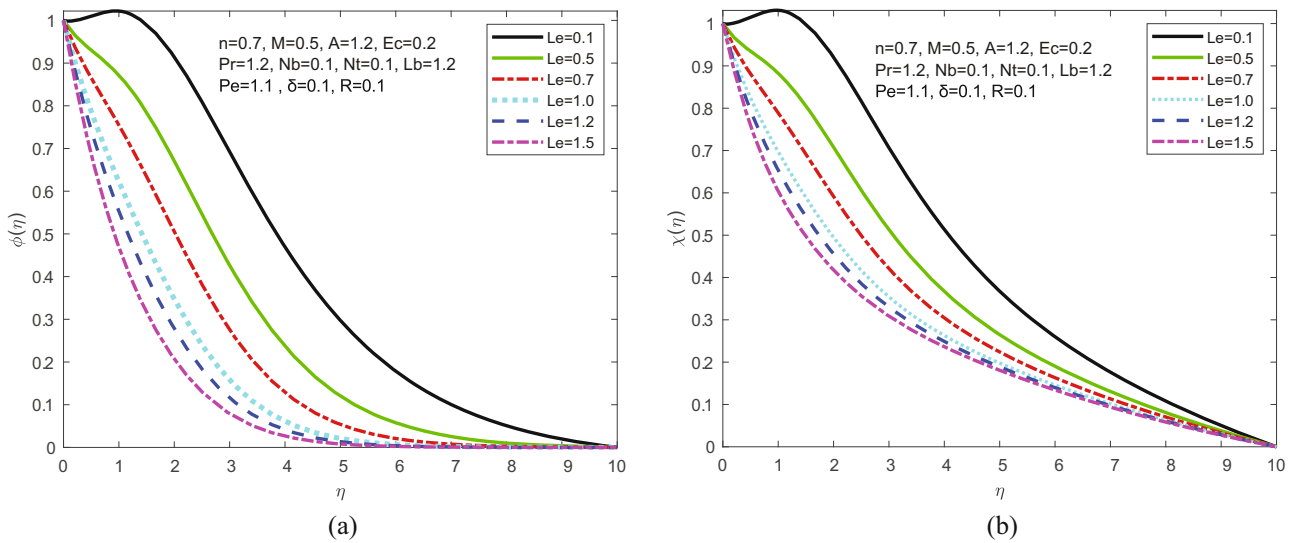 n=0.7, M=0.5, A=1.2, Ec=0.2
Pr=1.2, Nb=0.1, Nt=0.1, Lb=1.2
Pe=1.1 , δ=0.1, R=0.1
Le=0.1
Le=0.5
Le=0.7
Le=1.0
Le=1.2
Le=1.5
1
0.9
0.8
0.7
0.6
0.5
0.4
0.3
0.2
0.1
0
ϕ(η)
0 1 2 3 4 5 6 7 8 9 10
η
(a)
n=0.7, M=0.5, A=1.2, Ec=0.2
Pr=1.2, Nb=0.1, Nt=0.1, Lb=1.2
Pe=1.1, δ=0.1, R=0.1
Le=0.1
Le=0.5
Le=0.7
Le=1.0
Le=1.2
Le=1.5
1
0.9
0.8
0.7
0.6
0.5
0.4
0.3
0.2
0.1
0
χ(η)
0 1 2 3 4 5 6 7 8 9 10
η
(b)